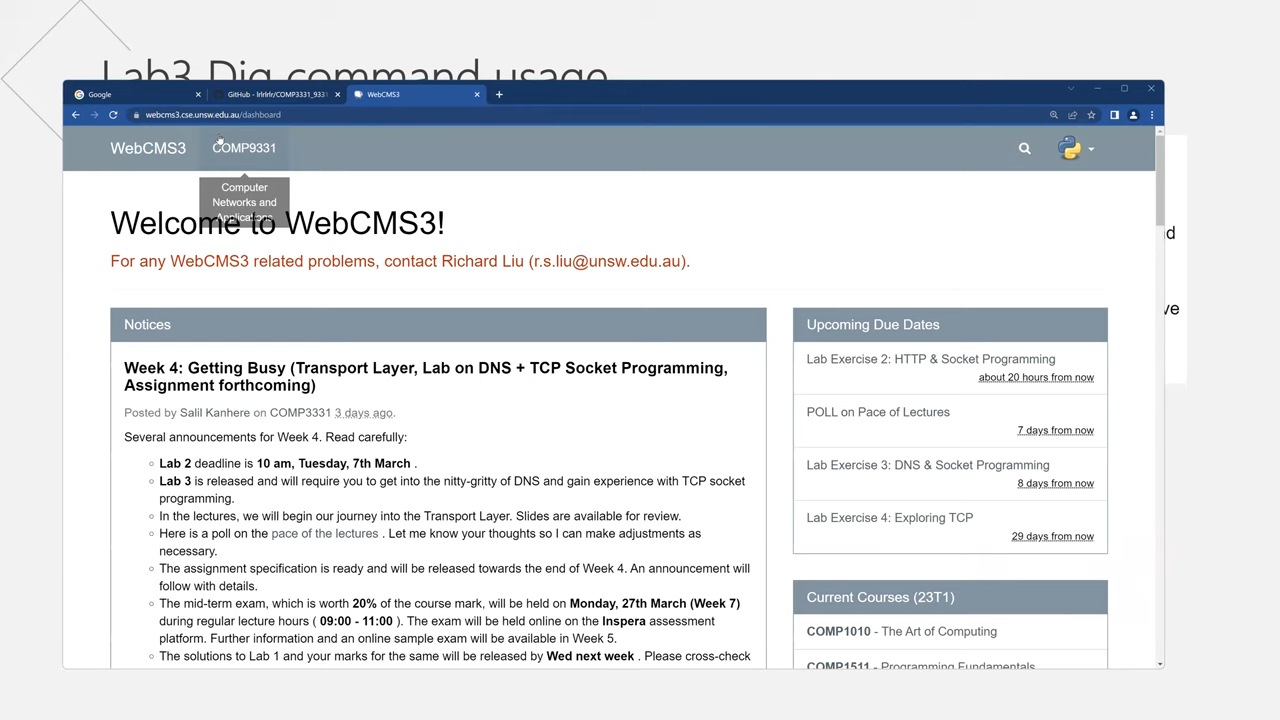 Lab3 Dig command usage
Google
GitHub - lrlrlrlr/COMP3331_9331
WebCMS3
webcms3.cse.unsw.edu.au/dashboard
WebCMS3 COMP9331
Computer
Networks and
Applications
Welcome to WebCMS3!
For any WebCMS3 related problems, contact Richard Liu (r.s.liu@unsw.edu.au).
Notices
Week 4: Getting Busy (Transport Layer, Lab on DNS + TCP Socket Programming,
Assignment forthcoming)
Posted by Salil Kanhere on COMP3331 3 days ago.
Several announcements for Week 4. Read carefully:
Lab 2 deadline is 10 am, Tuesday, 7th March .
Lab 3 is released and will require you to get into the nitty-gritty of DNS and gain experience with TCP socket
programming.
In the lectures, we will begin our journey into the Transport Layer. Slides are available for review.
Here is a poll on the pace of the lectures . Let me know your thoughts so I can make adjustments as
necessary.
The assignment specification is ready and will be released towards the end of Week 4. An announcement will
follow with details.
The mid-term exam, which is worth 20% of the course mark, will be held on Monday, 27th March (Week 7)
during regular lecture hours ( 09:00 - 11:00 ). The exam will be held online on the Inspera assessment
platform. Further information and an online sample exam will be available in Week 5.
The solutions to Lab 1 and your marks for the same will be released by Wed next week . Please cross-check
Upcoming Due Dates
Lab Exercise 2: HTTP & Socket Programming
about 20 hours from now
POLL on Pace of Lectures
7 days from now
Lab Exercise 3: DNS & Socket Programming
8 days from now
Lab Exercise 4: Exploring TCP
29 days from now
Current Courses (23T1)
COMP1010 - The Art of Computing
COMP1511 - Programming Fundamentals